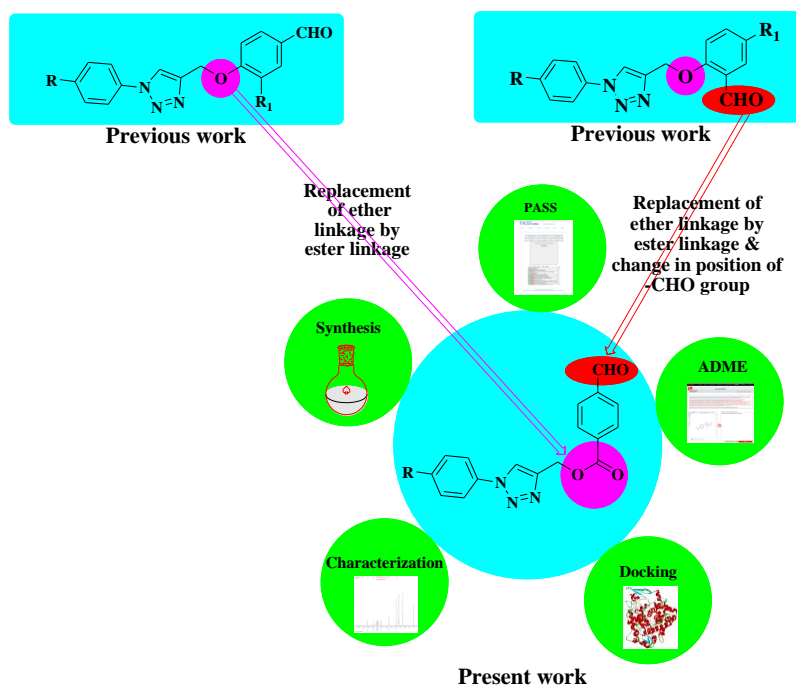 CHO
R
O
N
N
N
R1
Previous work
R1
R
O
N
N
N
CHO
Previous work
Replacement
of ether
linkage by
ester linkage
PASS
Replacement of
ether linkage by
ester linkage &
change in position of
-CHO group
Synthesis
CHO
ADME
R
O
O
N
N
N
Characterization
Docking
Present work